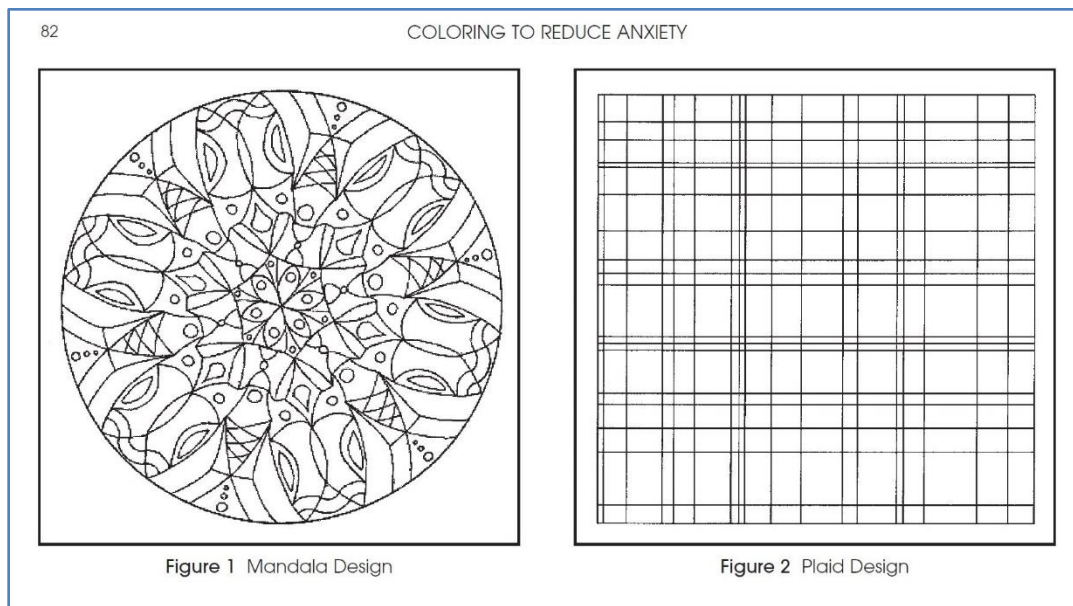 82
COLORING TO REDUCE ANXIETY
Figure 1 Mandala Design
Figure 2 Plaid Design